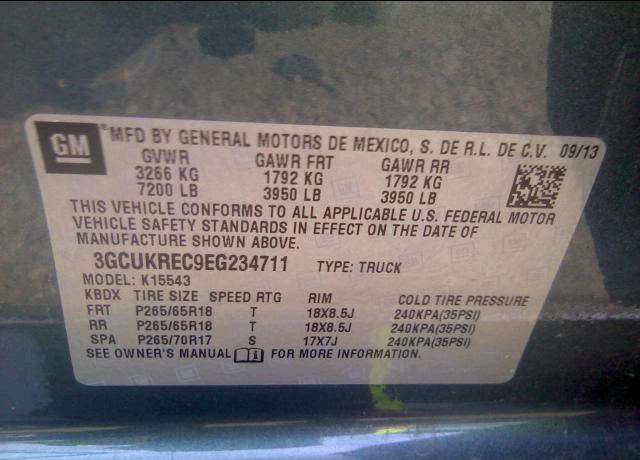 GM *MFD BY GENERAL MOTORS DE MEXICO, S. DE R.L. DE C.V. 09/13
GVWR GAWR FRT GAWR RR
3266 KG 1792 KG 1792 KG
7200 LB 3950 LB 3950 LB
THIS VEHICLE CONFORMS TO ALL APPLICABLE U.S. FEDERAL MOTOR
VEHICLE SAFETY STANDARDS IN EFFECT ON THE DATE OF
MANUFACTURE SHOWN ABOVE.
3GCUKREC9EG234711 TYPE: TRUCK
MODEL: K15543
KBDX TIRE SIZE SPEED RTG RIM COLD TIRE PRESSURE
FRT P265/65R18 T 18X8.5J 240KPA(35PSI)
RR P265/65R18 T 18X8.5J 240KPA(35PSI)
SPA P265/70R17 S 17X7J 240KPA(35PSI)
SEE OWNER'S MANUAL FOR MORE INFORMATION.